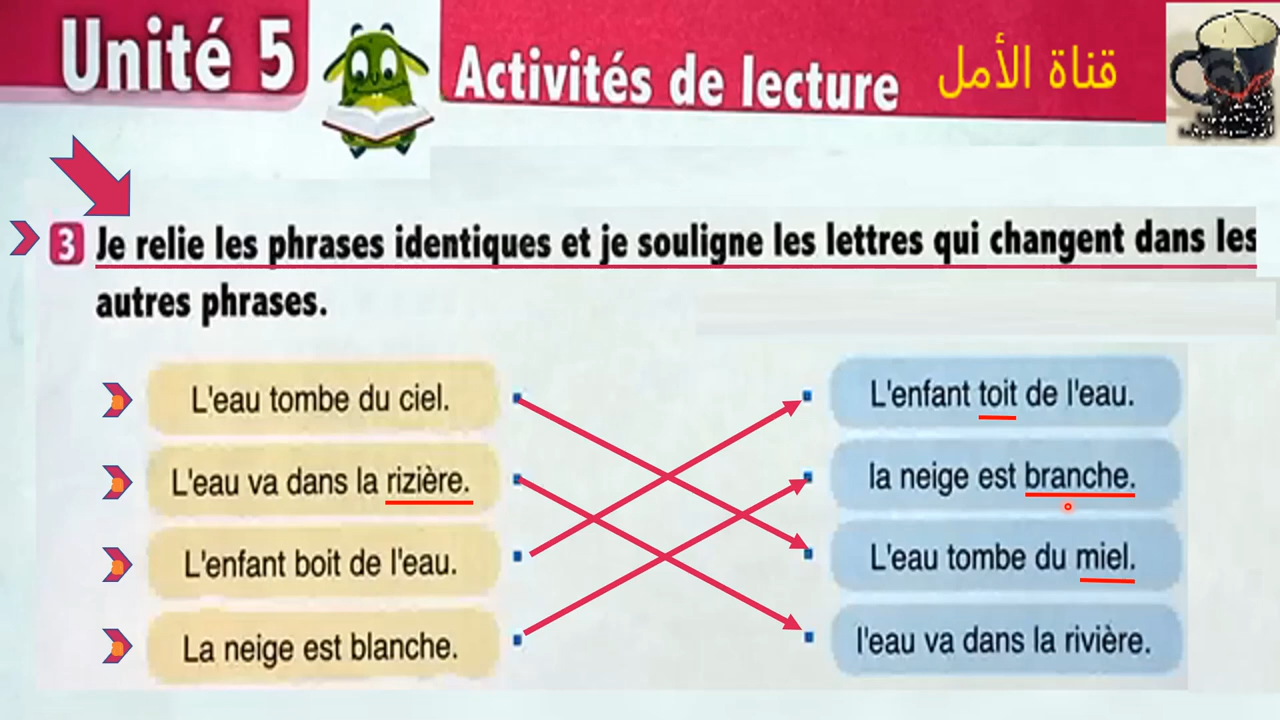 Unité 5
Activités de lecture
قناة الأمل
3 Je relie les phrases identiques et je souligne les lettres qui changent dans les
autres phrases.
L'eau tombe du ciel.
L'eau va dans la rizière.
L'enfant boit de l'eau.
La neige est blanche.
L'enfant toit de l'eau.
la neige est branche.
L'eau tombe du miel.
l'eau va dans la rivière.